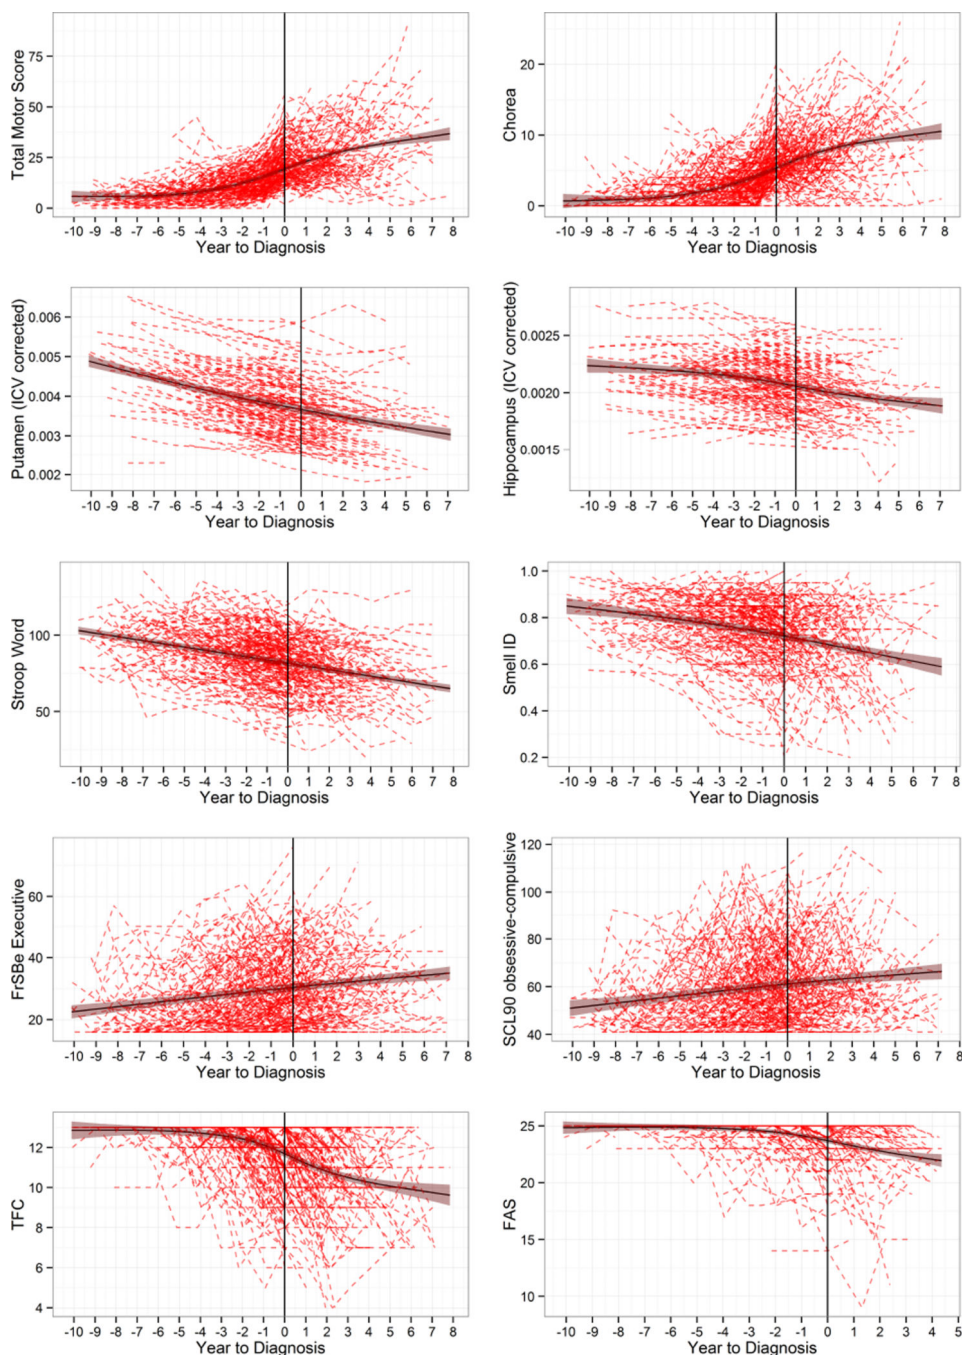 Total Motor Score
75
50
25
0
-10 -9 -8 -7 -6 -5 -4 -3 -2 -1 0 1 2 3 4 5 6 7 8
Year to Diagnosis
Chorea
20
10
0
-10 -9 -8 -7 -6 -5 -4 -3 -2 -1 0 1 2 3 4 5 6 7 8
Year to Diagnosis
Putamen (ICV corrected)
0.006
0.005
0.004
0.003
0.002
-10 -9 -8 -7 -6 -5 -4 -3 -2 -1 0 1 2 3 4 5 6 7
Year to Diagnosis
Hippocampus (ICV corrected)
0.0025
0.0020
0.0015
-10 -9 -8 -7 -6 -5 -4 -3 -2 -1 0 1 2 3 4 5 6 7
Year to Diagnosis
Stroop Word
100
50
-10 -9 -8 -7 -6 -5 -4 -3 -2 -1 0 1 2 3 4 5 6 7 8
Year to Diagnosis
Smell ID
1.0
0.8
0.6
0.4
0.2
-10 -9 -8 -7 -6 -5 -4 -3 -2 -1 0 1 2 3 4 5 6 7 8
Year to Diagnosis
FrSBe Executive
60
40
20
-10 -9 -8 -7 -6 -5 -4 -3 -2 -1 0 1 2 3 4 5 6 7 8
Year to Diagnosis
SCL90 obsessive-compulsive
120
100
80
60
40
-10 -9 -8 -7 -6 -5 -4 -3 -2 -1 0 1 2 3 4 5 6 7 8
Year to Diagnosis
TFC
12
10
8
6
4
-10 -9 -8 -7 -6 -5 -4 -3 -2 -1 0 1 2 3 4 5 6 7 8
Year to Diagnosis
FAS
25
20
15
10
-10 -9 -8 -7 -6 -5 -4 -3 -2 -1 0 1 2 3 4 5
Year to Diagnosis